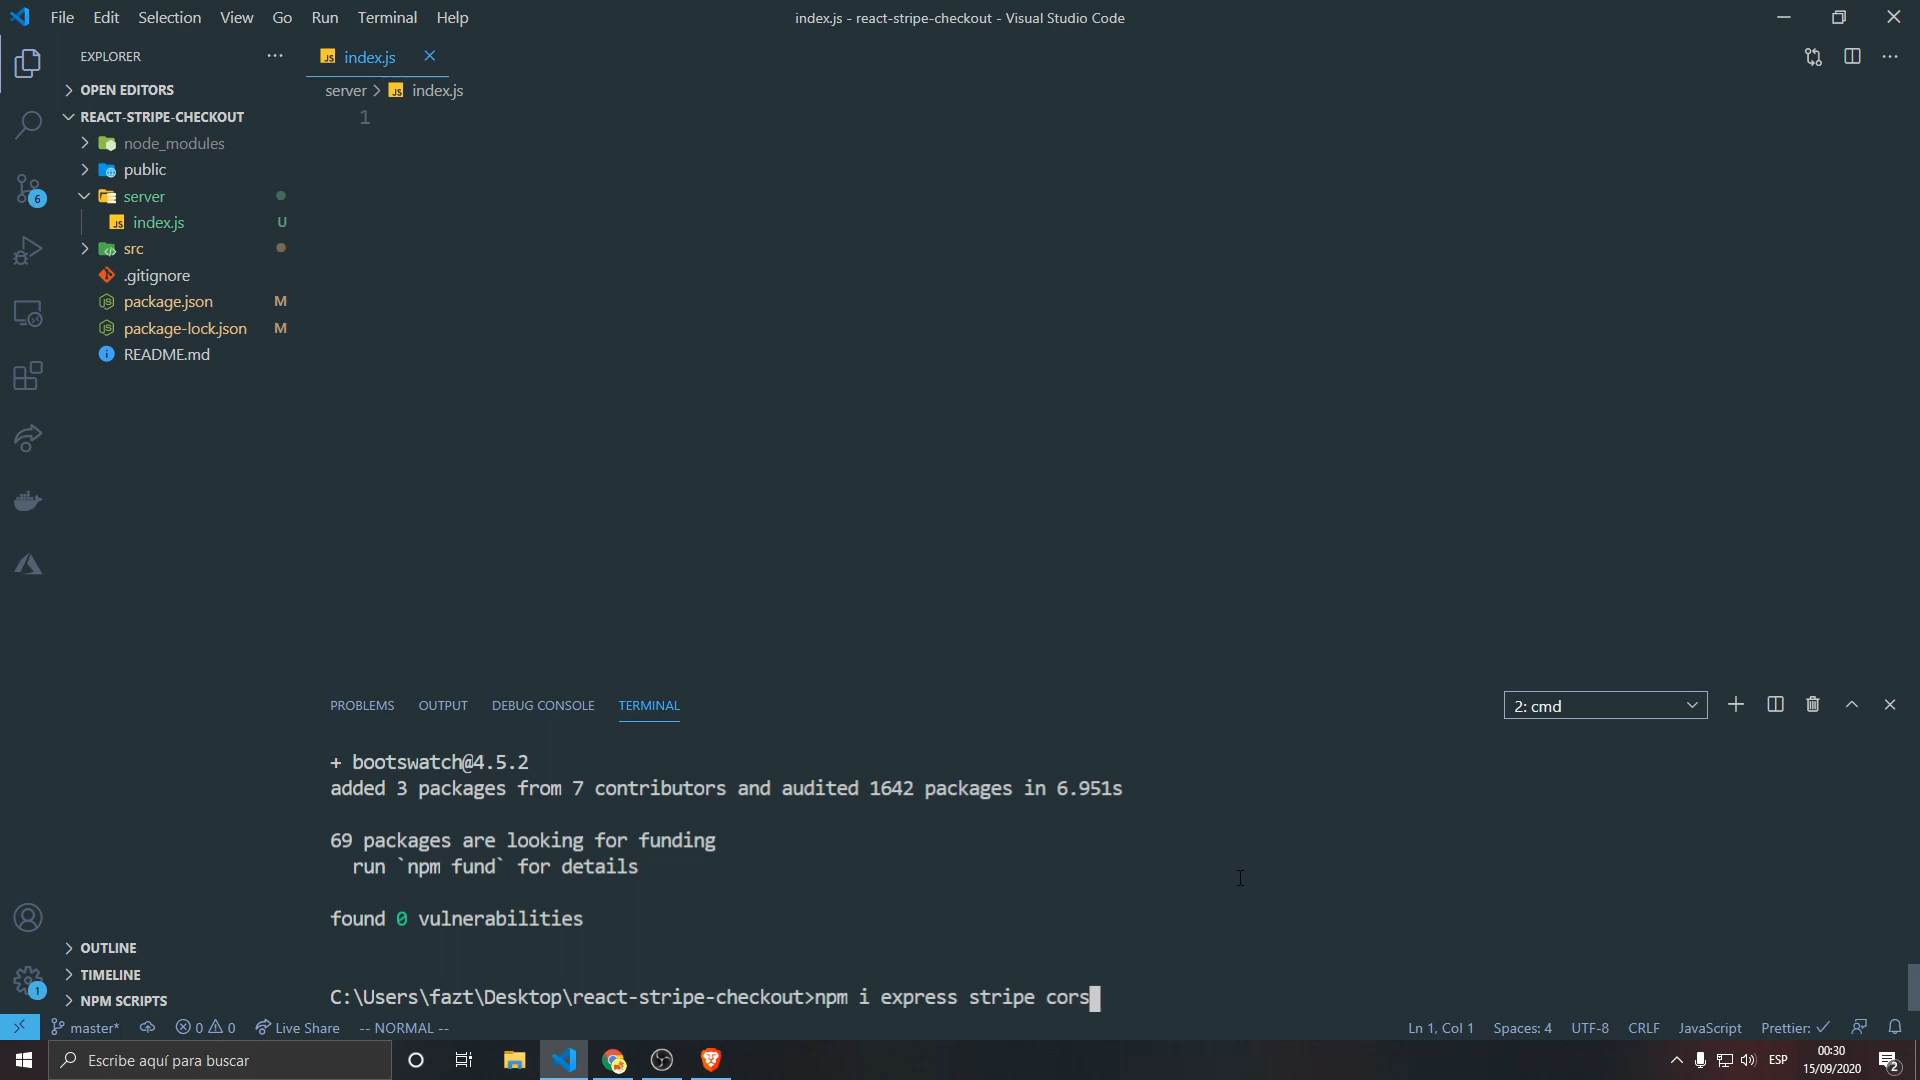 File Edit Selection View Go Run Terminal Help
index.js - react-stripe-checkout - Visual Studio Code
EXPLORER
OPEN EDITORS
REACT-STRIPE-CHECKOUT
node_modules
public
server
index.js U
src
.gitignore
package.json M
package-lock.json M
README.md
OUTLINE
TIMELINE
NPM SCRIPTS
6
1
JS index.js
server > JS index.js
1
PROBLEMS OUTPUT DEBUG CONSOLE TERMINAL
2: cmd
+ bootswatch@4.5.2
added 3 packages from 7 contributors and audited 1642 packages in 6.951s
69 packages are looking for funding
run `npm fund` for details
found 0 vulnerabilities
C:\Users\fazt\Desktop\react-stripe-checkout>npm i express stripe cors
master* 0 0 Live Share -- NORMAL --
Ln 1, Col 1 Spaces: 4 UTF-8 CRLF JavaScript Prettier: ✓
Escribe aquí para buscar
ESP
00:30
15/09/2020
2